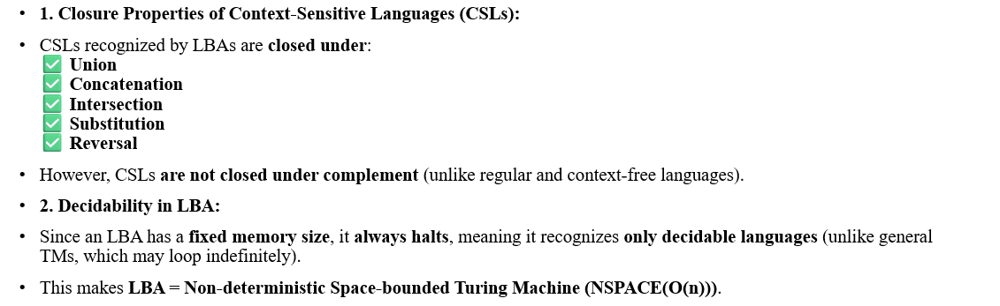 • 1. Closure Properties of Context-Sensitive Languages (CSLs):
• CSLs recognized by LBAs are closed under:
✅ Union
✅ Concatenation
✅ Intersection
✅ Substitution
✅ Reversal
• However, CSLs are not closed under complement (unlike regular and context-free languages).
• 2. Decidability in LBA:
• Since an LBA has a fixed memory size, it always halts, meaning it recognizes only decidable languages (unlike general
TMs, which may loop indefinitely).
• This makes LBA = Non-deterministic Space-bounded Turing Machine (NSPACE(O(n))).